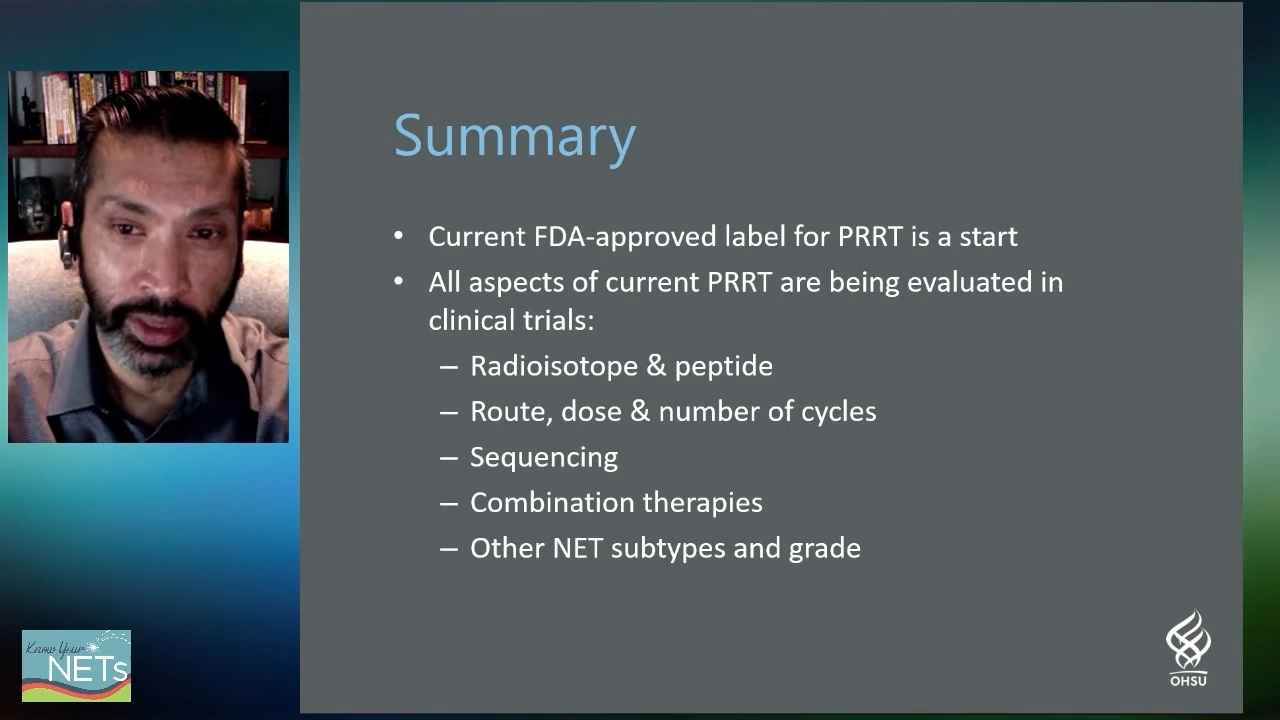 Summary
• Current FDA-approved label for PRRT is a start
• All aspects of current PRRT are being evaluated in
clinical trials:
– Radioisotope & peptide
– Route, dose & number of cycles
– Sequencing
– Combination therapies
– Other NET subtypes and grade
Know Your
NETs
OHSU